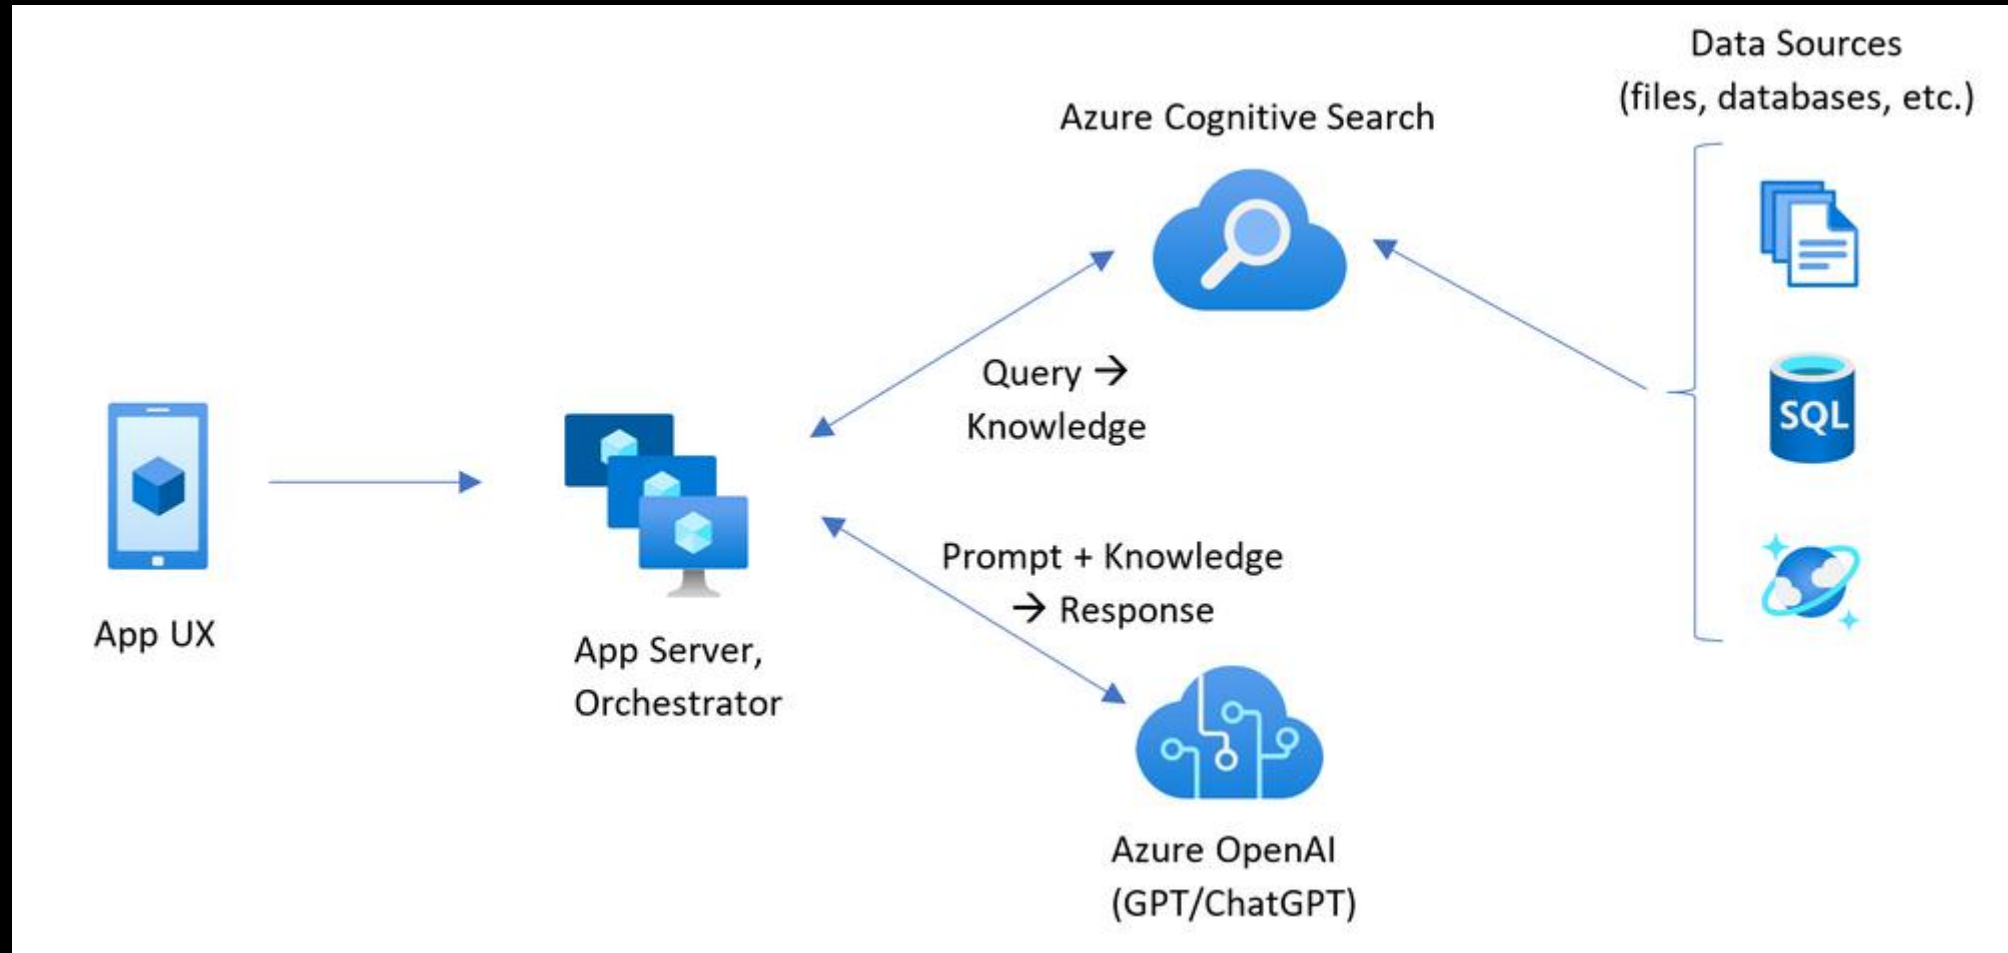 Data Sources
(files, databases, etc.)
Azure Cognitive Search
Query →
Knowledge
SQL
Prompt + Knowledge
→ Response
App UX
App Server,
Orchestrator
Azure OpenAI
(GPT/ChatGPT)